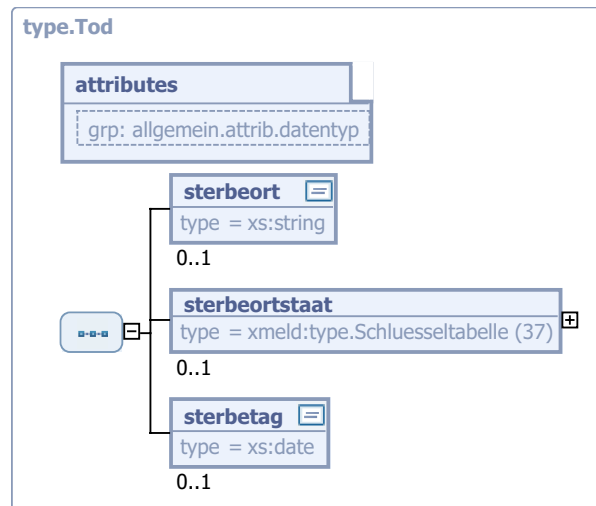 type.Tod
attributes
grp: allgemein.attrib.datentyp
sterbeort
type = xs:string
0..1
sterbeortstaat
type = xmeld:type.Schluesseltabelle (37)
0..1
sterbetag
type = xs:date
0..1